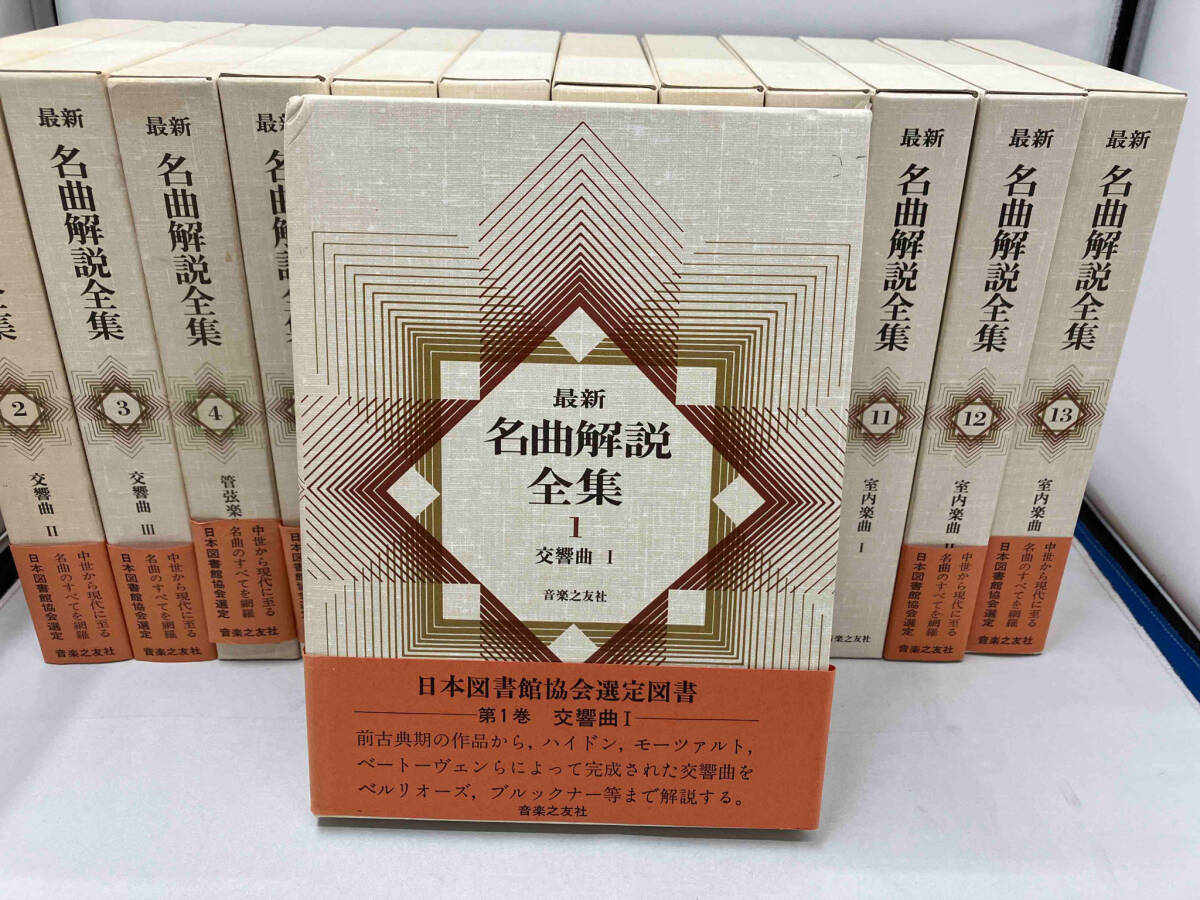 最新
名曲解説
全集
1
交響曲 I
音楽之友社
日本図書館協会選定図書
第1巻 交響曲I
前古典期の作品から，ハイドン，モーツァルト，
ベートーヴェンらによって完成された交響曲を
ベルリオーズ，ブルックナー等まで解説する。
音楽之友社
全集
2
交響曲 II
中世から現代に至る
名曲のすべてを網羅
日本図書館協会選定
音楽之友社
最新
名曲解説全集
3
交響曲 III
中世から現代に至る
名曲のすべてを網羅
日本図書館協会選定
音楽之友社
最新
名曲解説全集
4
管弦楽
中世から現代に至る
名曲のすべてを網羅
日本図書館協会選定
音楽之友社
最新
名曲解説全集
最新
名曲解説全集
11
室内楽曲 I
音楽之友社
最新
名曲解説全集
12
室内楽曲 II
中世から現代に至る
名曲のすべてを網羅
日本図書館協会選定
音楽之友社
最新
名曲解説全集
13
室内楽曲
中世から現代に至る
名曲のすべてを網羅
日本図書館協会選定
音楽之友社